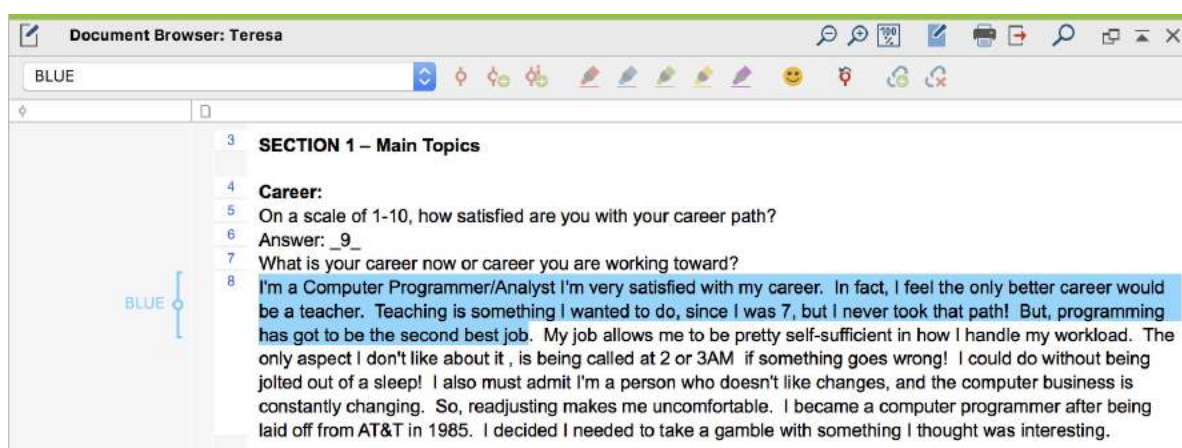 Document Browser: Teresa
100
%
BLUE
3 SECTION 1 – Main Topics
4 Career:
5 On a scale of 1-10, how satisfied are you with your career path?
6 Answer: _9_
7 What is your career now or career you are working toward?
8 I'm a Computer Programmer/Analyst I'm very satisfied with my career.  In fact, I feel the only better career would
be a teacher.  Teaching is something I wanted to do, since I was 7, but I never took that path!  But, programming
BLUE
has got to be the second best job.  My job allows me to be pretty self-sufficient in how I handle my workload.  The
only aspect I don't like about it , is being called at 2 or 3AM  if something goes wrong!  I could do without being
jolted out of a sleep!  I also must admit I'm a person who doesn't like changes, and the computer business is
constantly changing.  So, readjusting makes me uncomfortable.  I became a computer programmer after being
laid off from AT&T in 1985.  I decided I needed to take a gamble with something I thought was interesting.